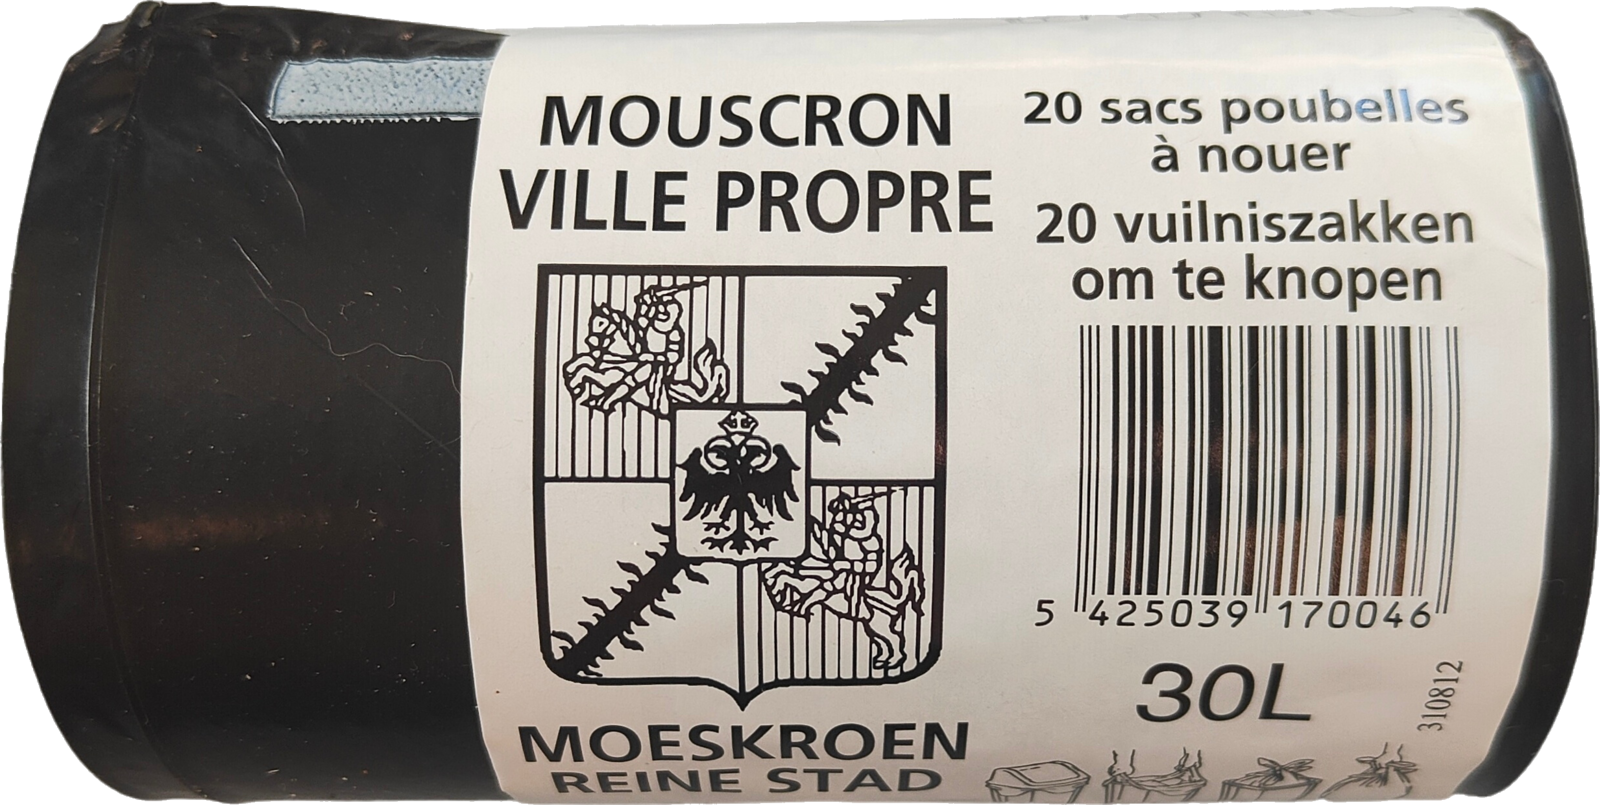 MOUSCRON
VILLE PROPRE
MOESKROEN
REINE STAD
20 sacs poubelles
à nouer
20 vuilniszakken
om te knopen
5 425039 170046
30L
310812